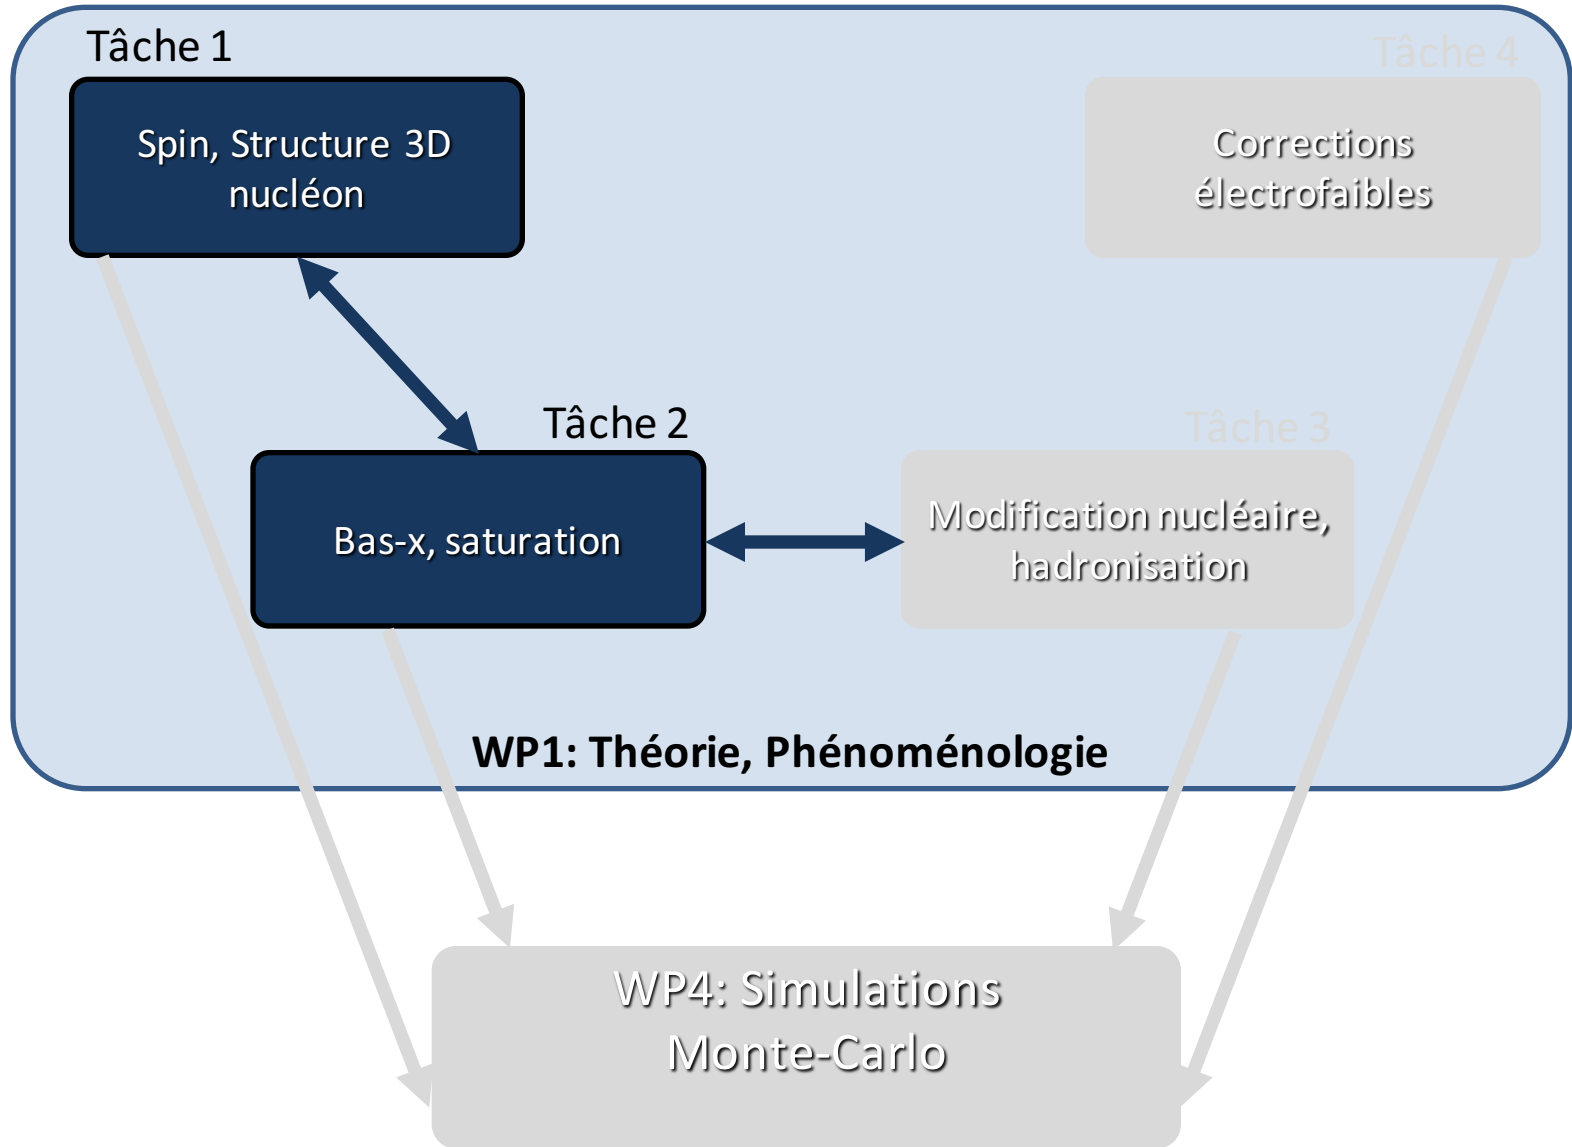 Tâche 1
Tâche 4
Spin, Structure 3D
nucléon
Corrections
électrofaibles
Tâche 2
Tâche 3
Bas-x, saturation
Modification nucléaire,
hadronisation
WP1: Théorie, Phénoménologie
WP4: Simulations
Monte-Carlo